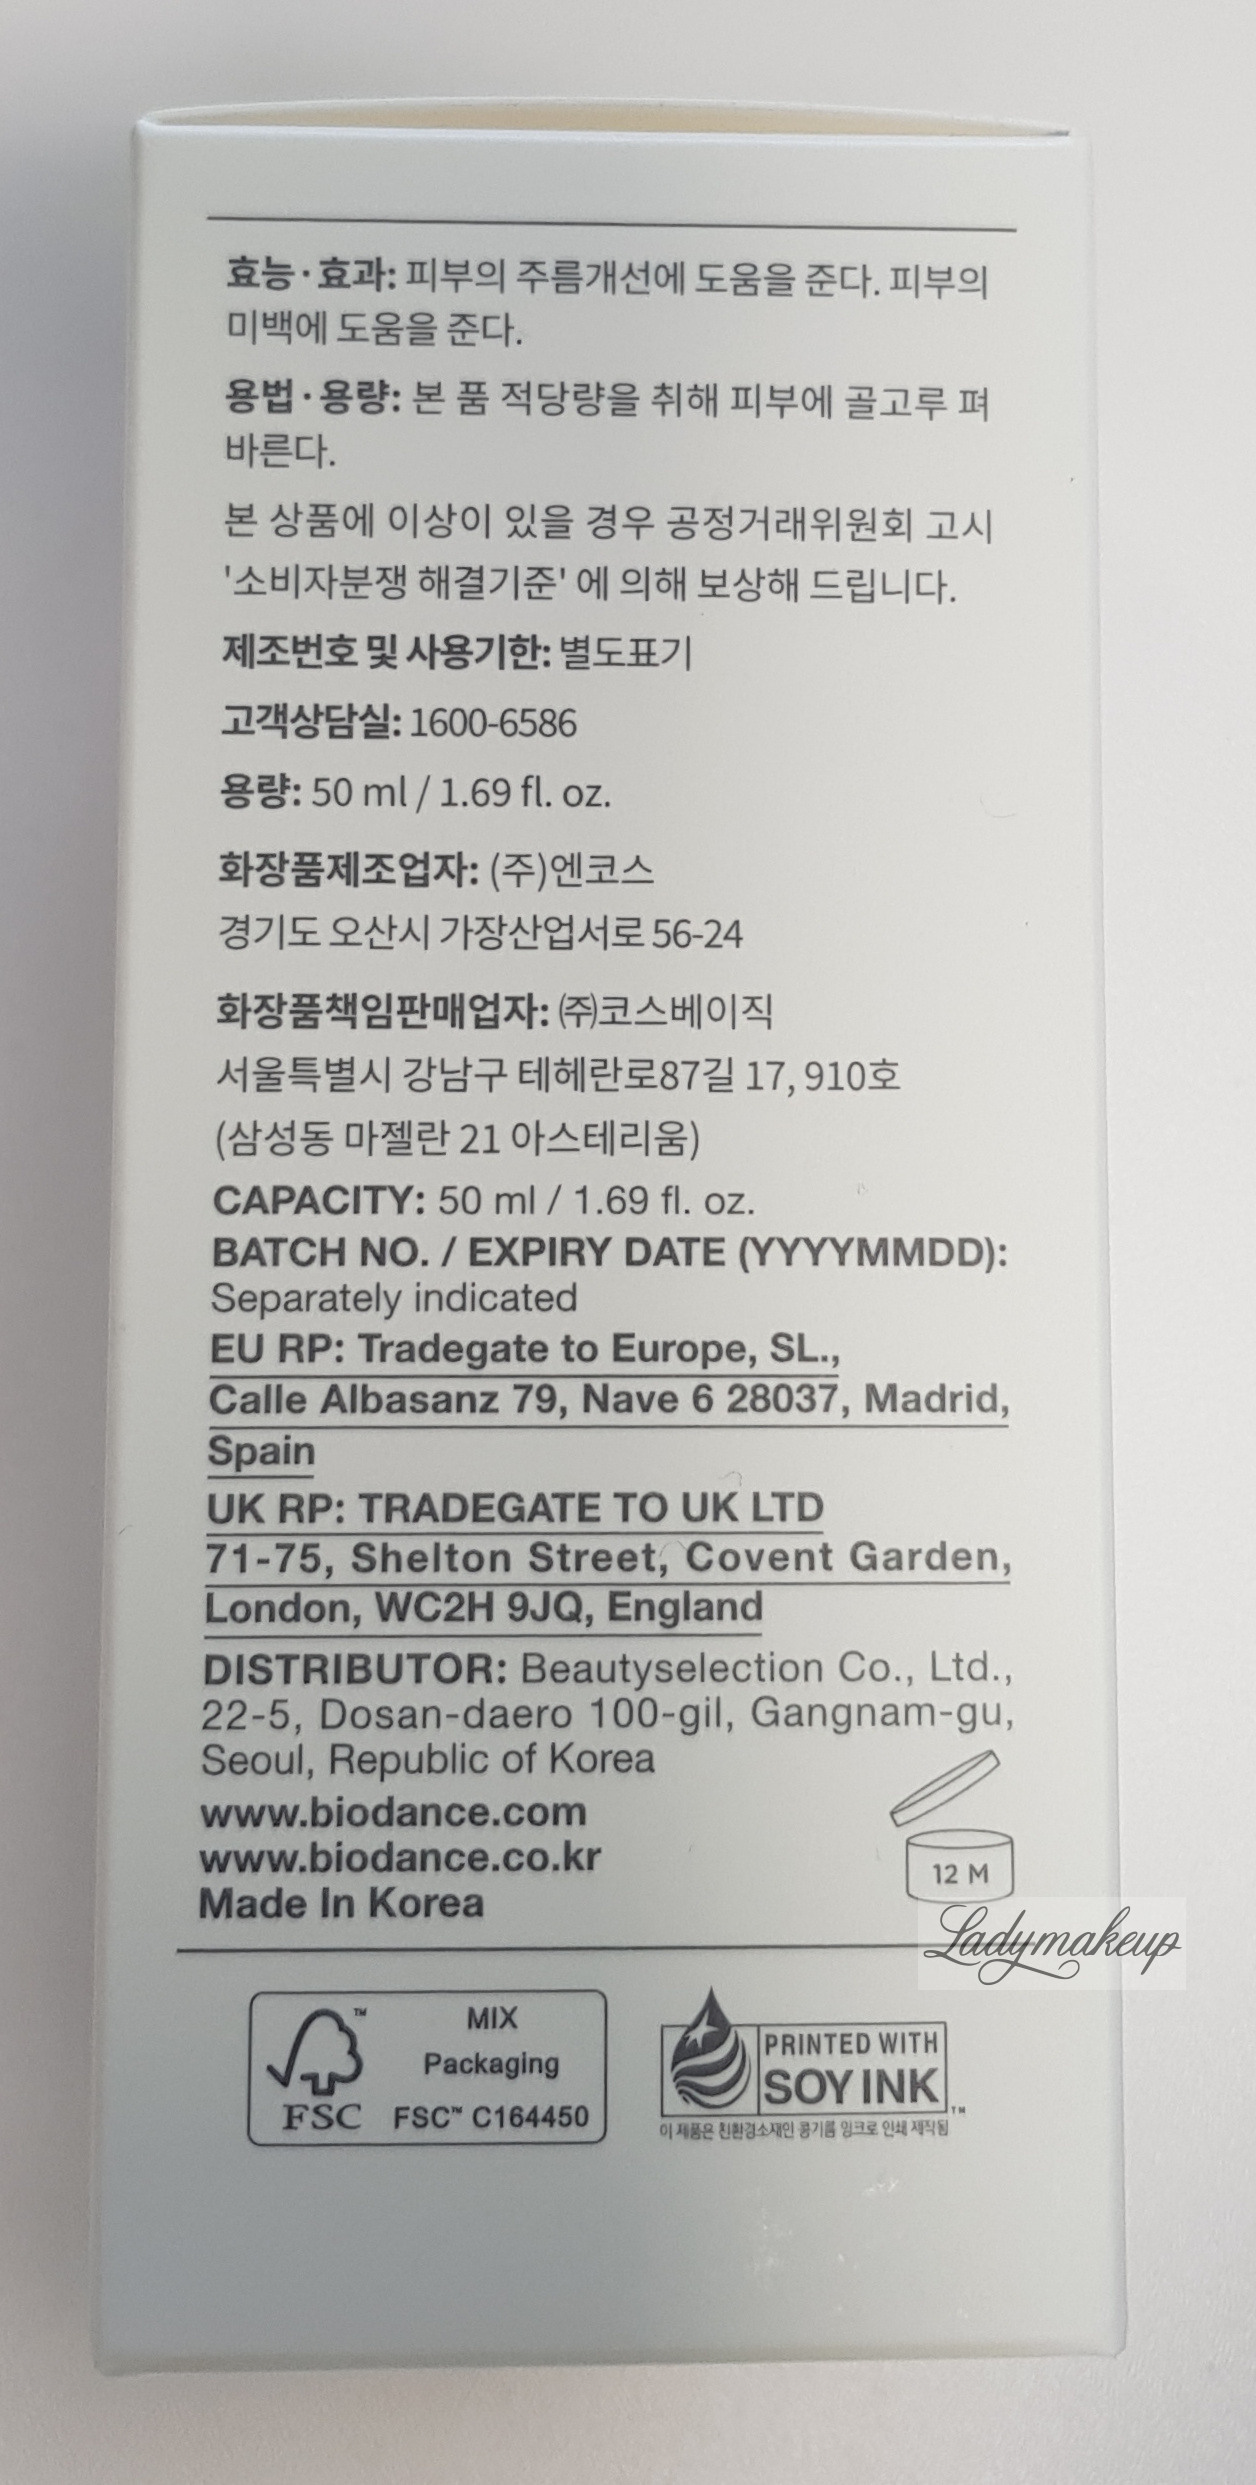 효능·효과: 피부의 주름개선에 도움을 준다. 피부의
미백에 도움을 준다.
용법·용량: 본 품 적당량을 취해 피부에 골고루 펴
바른다.
본 상품에 이상이 있을 경우 공정거래위원회 고시
'소비자분쟁 해결기준' 에 의해 보상해 드립니다.
제조번호 및 사용기한: 별도표기
고객상담실: 1600-6586
용량: 50 ml / 1.69 fl. oz.
화장품제조업자: (주)엔코스
경기도 오산시 가장산업서로 56-24
화장품책임판매업자: ㈜코스베이직
서울특별시 강남구 테헤란로87길 17, 910호
(삼성동 마젤란 21 아스테리움)
CAPACITY: 50 ml / 1.69 fl. oz.
BATCH NO. / EXPIRY DATE (YYYYMMDD):
Separately indicated
EU RP: Tradegate to Europe, SL.,
Calle Albasanz 79, Nave 6 28037, Madrid,
Spain
UK RP: TRADEGATE TO UK LTD
71-75, Shelton Street, Covent Garden,
London, WC2H 9JQ, England
DISTRIBUTOR: Beautyselection Co., Ltd.,
22-5, Dosan-daero 100-gil, Gangnam-gu,
Seoul, Republic of Korea
www.biodance.com
www.biodance.co.kr
Made In Korea
12 M
Ladymakeup
™
FSC
MIX
Packaging
FSC™ C164450
PRINTED WITH
SOY INK™
이 제품은 친환경소재인 콩기름 잉크로 인쇄 제작됨